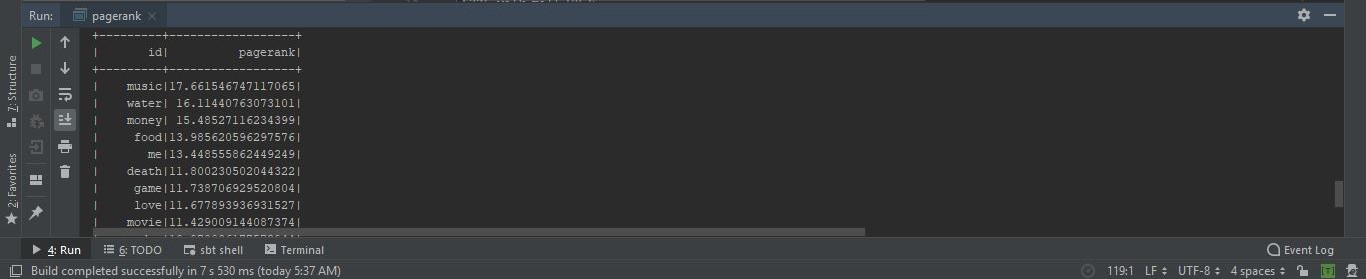 Run: pagerank
+---------+------------------+
|       id|          pagerank|
+---------+------------------+
|    music|17.661546747117065|
|    water| 16.11440763073101|
|    money| 15.48527116234399|
|     food|13.985620596297576|
|       me|13.448555862449249|
|    death|11.800230502044322|
|     game|11.738706929520804|
|     love|11.677893936931527|
|    movie|11.429009144087374|
7: Structure
2: Favorites
4: Run 6: TODO sbt shell Terminal Event Log
Build completed successfully in 7 s 530 ms (today 5:37 AM) 119:1 LF UTF-8 4 spaces [T]